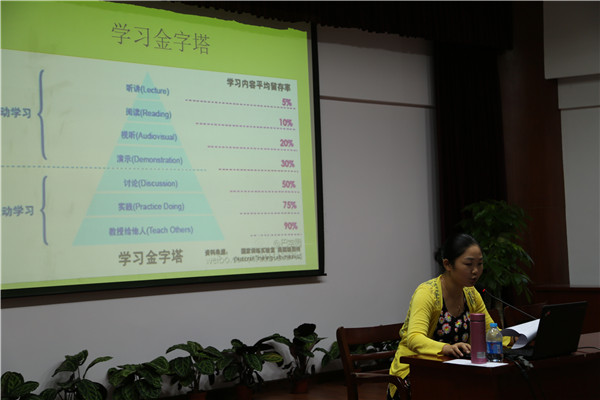 学习金字塔
学习内容平均留存率
听讲(Lecture)
5%
阅读(Reading)
10%
视听(Audiovisual)
20%
演示(Demonstration)
30%
动学习
讨论(Discussion)
50%
实践(Practice Doing)
75%
教授给他人(Teach Others)
90%
动学习
学习金字塔